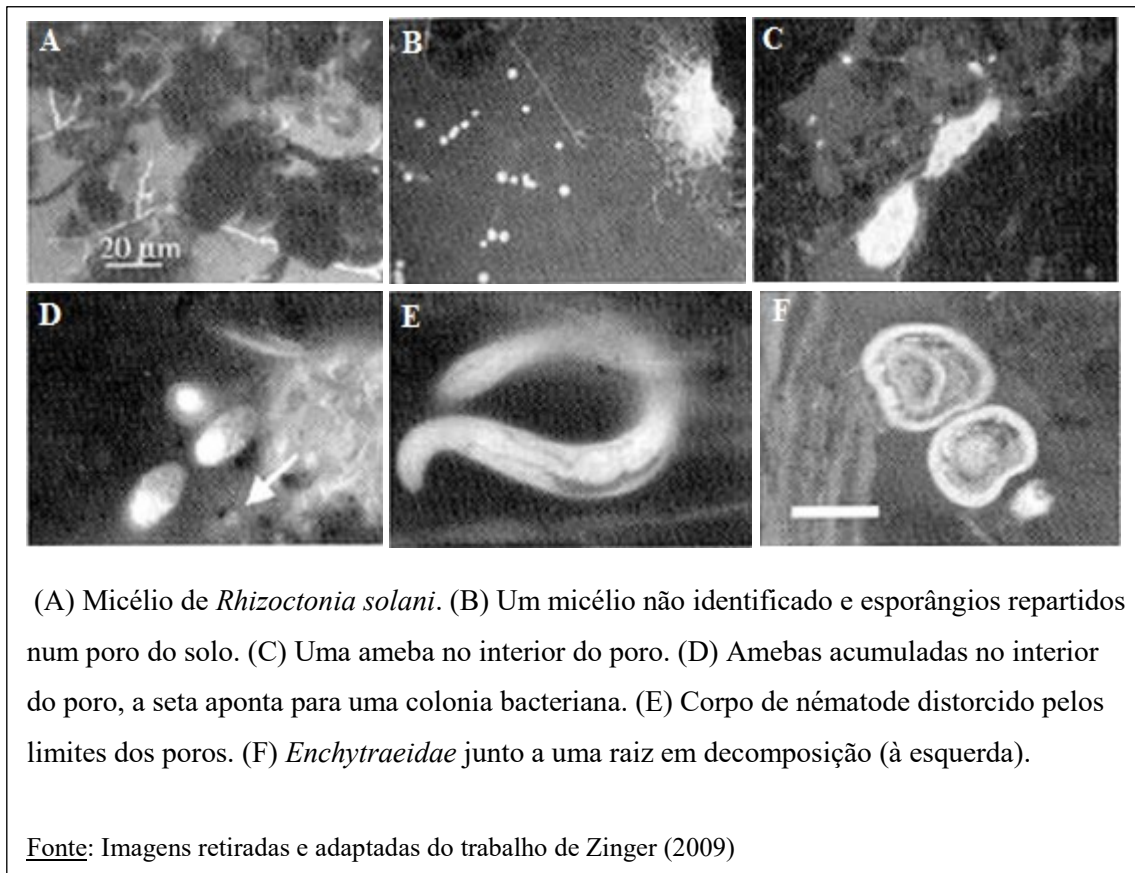 A
B
C
20 µm
D
E
F
(A) Micélio de Rhizoctonia solani. (B) Um micélio não identificado e esporângios repartidos
num poro do solo. (C) Uma ameba no interior do poro. (D) Amebas acumuladas no interior
do poro, a seta aponta para uma colonia bacteriana. (E) Corpo de nématode distorcido pelos
limites dos poros. (F) Enchytraeidae junto a uma raiz em decomposição (à esquerda).
Fonte: Imagens retiradas e adaptadas do trabalho de Zinger (2009)